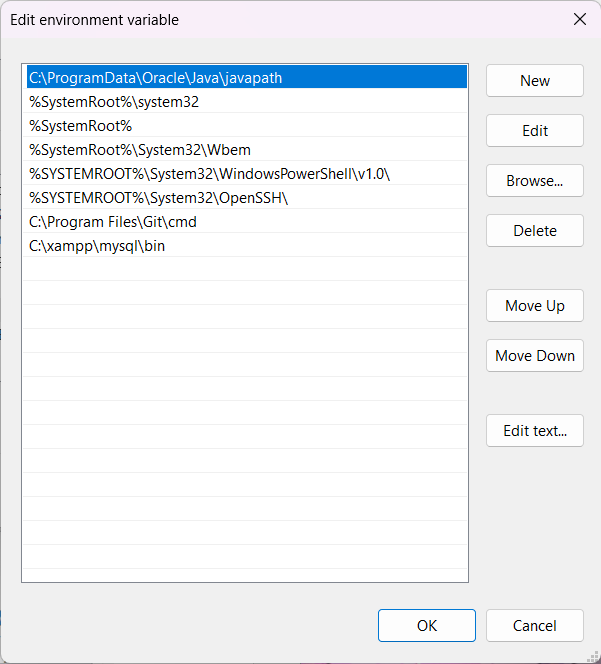 Edit environment variable
C:\ProgramData\Oracle\Java\javapath
%SystemRoot%\system32
%SystemRoot%
%SystemRoot%\System32\Wbem
%SYSTEMROOT%\System32\WindowsPowerShell\v1.0\
%SYSTEMROOT%\System32\OpenSSH\
C:\Program Files\Git\cmd
C:\xampp\mysql\bin
New
Edit
Browse...
Delete
Move Up
Move Down
Edit text...
OK
Cancel